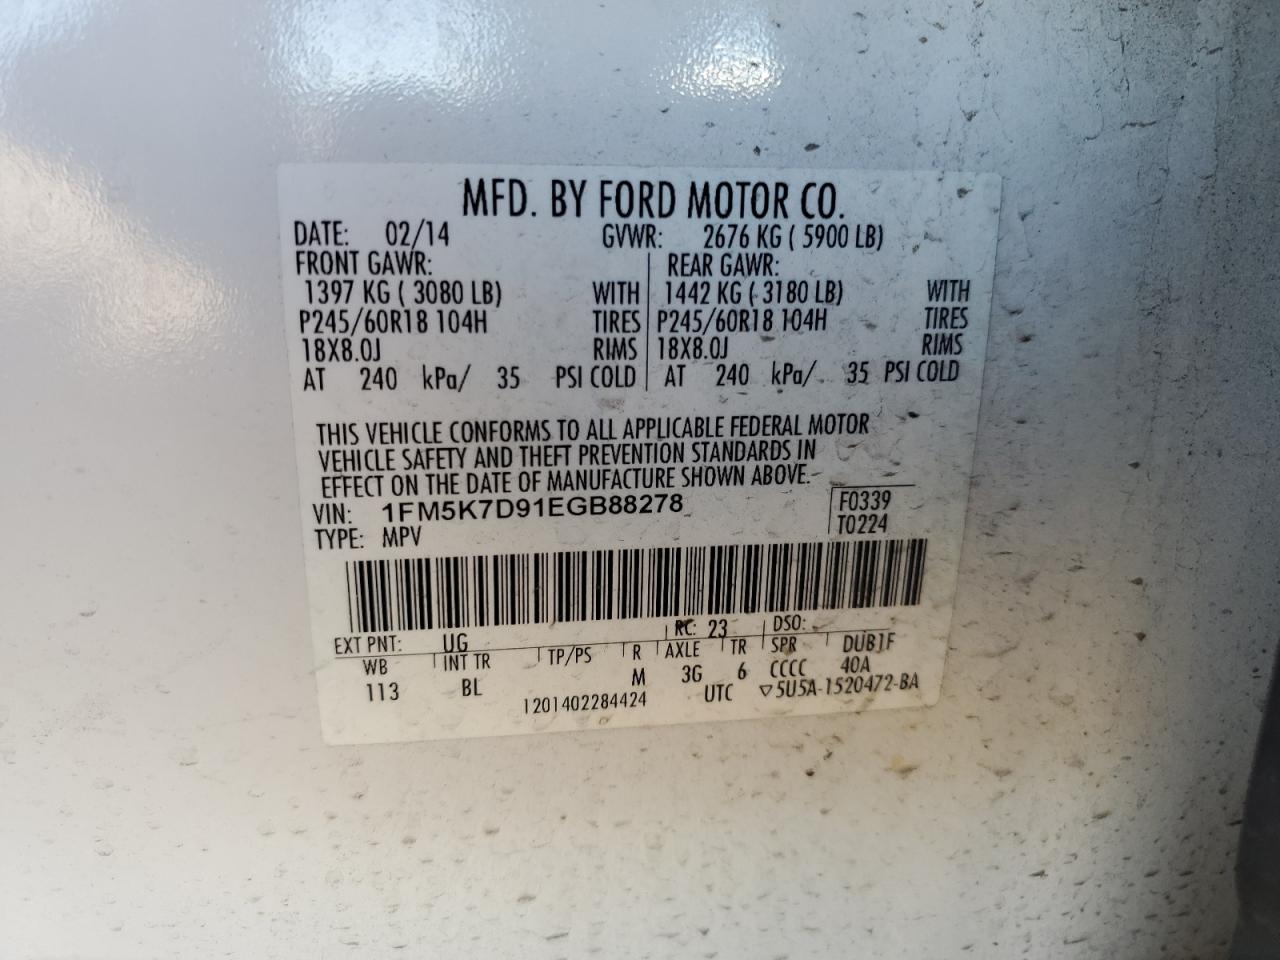 MFD. BY FORD MOTOR CO.
DATE: 02/14 GVWR: 2676 KG ( 5900 LB)
FRONT GAWR: REAR GAWR:
1397 KG ( 3080 LB) WITH 1442 KG ( 3180 LB) WITH
P245/60R18 104H TIRES P245/60R18 104H TIRES
18X8.0J RIMS 18X8.0J RIMS
AT 240 kPa/ 35 PSI COLD AT 240 kPa/ 35 PSI COLD
THIS VEHICLE CONFORMS TO ALL APPLICABLE FEDERAL MOTOR
VEHICLE SAFETY AND THEFT PREVENTION STANDARDS IN
EFFECT ON THE DATE OF MANUFACTURE SHOWN ABOVE.
VIN: 1FM5K7D91EGB88278 F0339
TYPE: MPV T0224
EXT PNT: UG RC: 23 DSO:
WB INT TR TP/PS R AXLE TR SPR DUB1F
113 BL M 3G 6 CCCC 40A
1201402284424 UTC ▽5U5A-1520472-BA